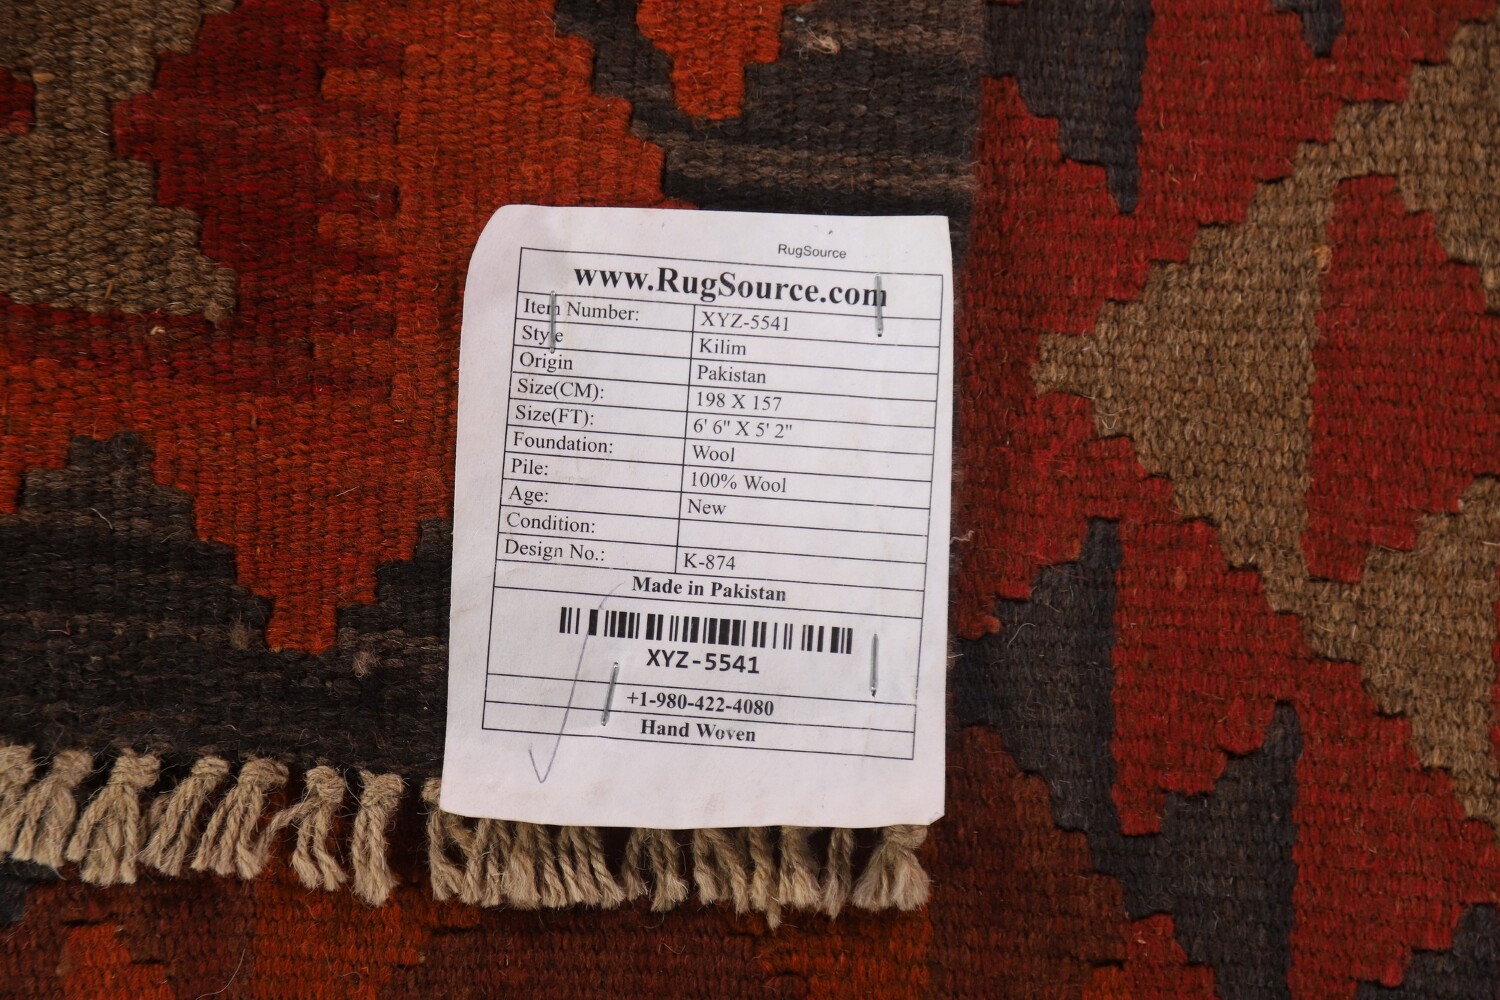 RugSource
www.RugSource.com
Item Number: XYZ-5541
Style Kilim
Origin Pakistan
Size(CM): 198 X 157
Size(FT): 6' 6" X 5' 2"
Foundation: Wool
Pile: 100% Wool
Age: New
Condition:
Design No.: K-874
Made in Pakistan
XYZ-5541
+1-980-422-4080
Hand Woven